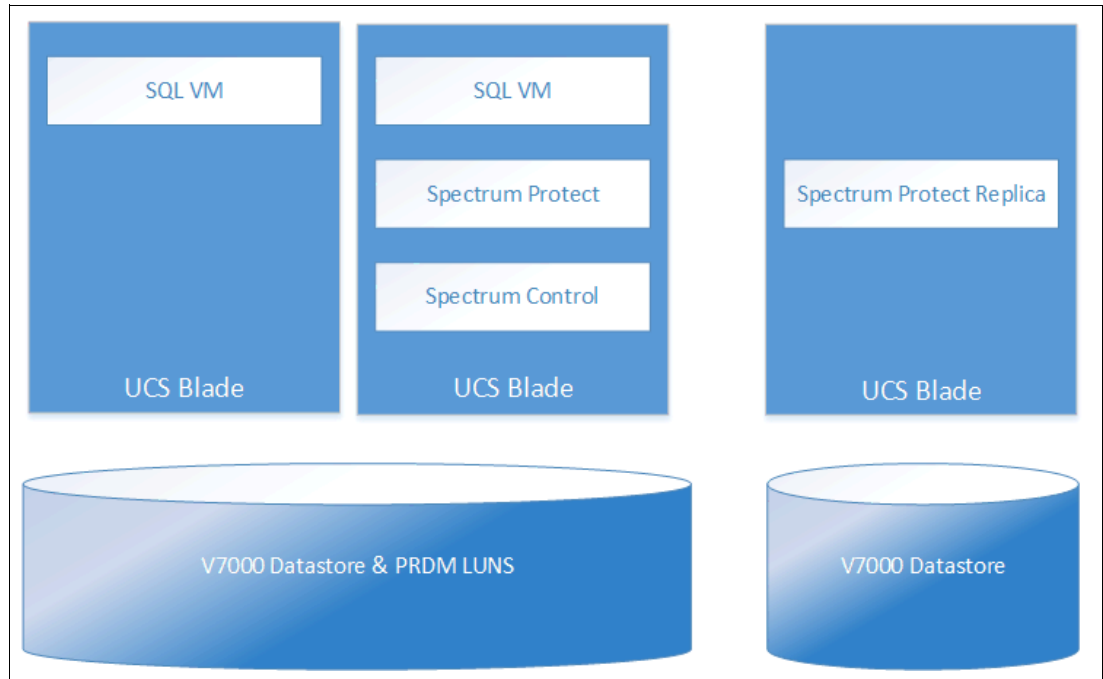 SQL VM
UCS Blade
SQL VM
Spectrum Protect
Spectrum Control
UCS Blade
Spectrum Protect Replica
UCS Blade
V7000 Datastore & PRDM LUNS
V7000 Datastore